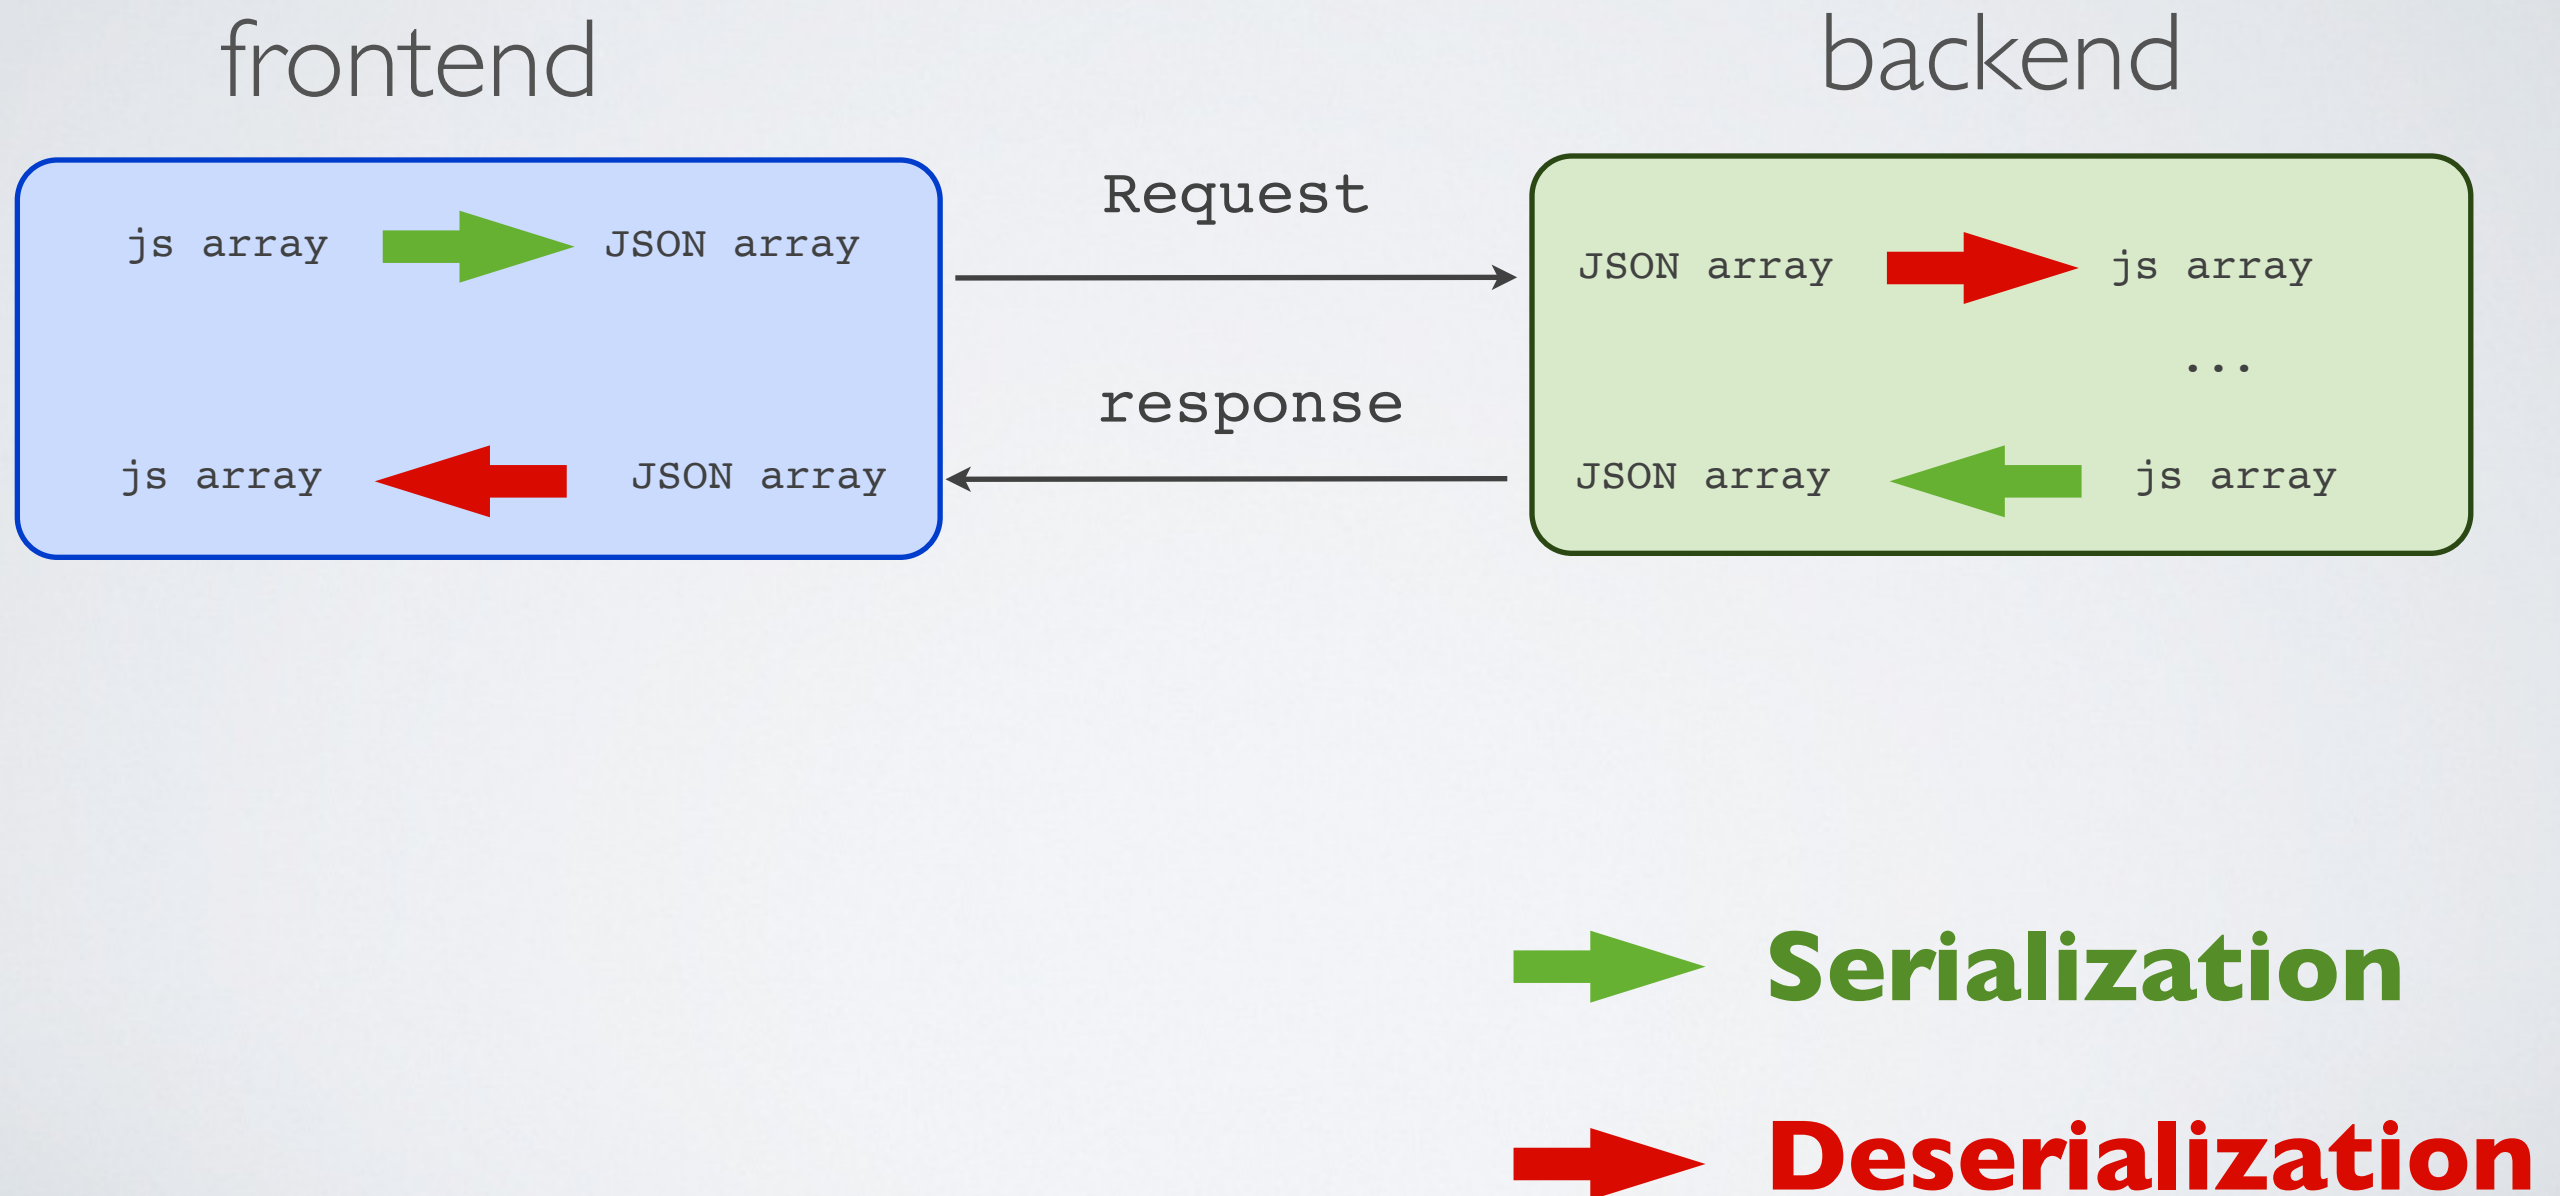 frontend
backend
js array
JSON array
Request
JSON array
js array
...
response
js array
JSON array
JSON array
js array
Serialization
Deserialization